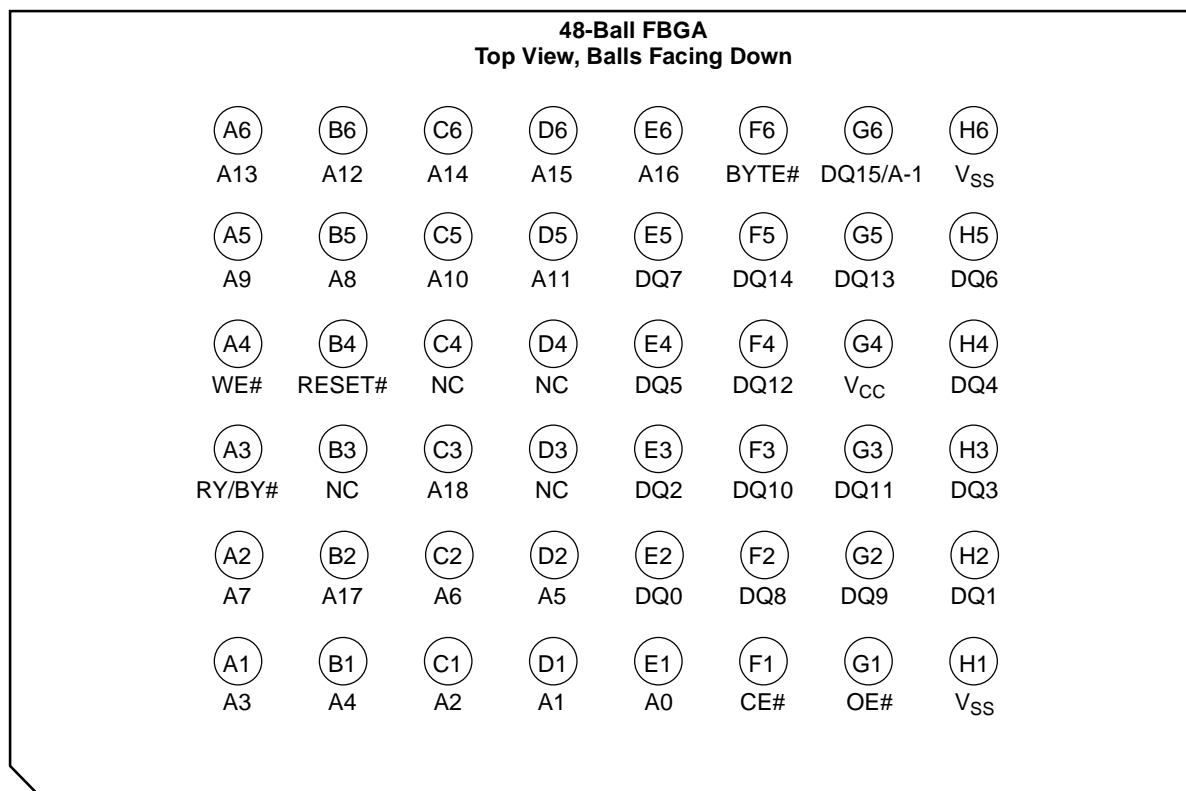 48-Ball FBGA
Top View, Balls Facing Down
A6 B6 C6 D6 E6 F6 G6 H6
A13 A12 A14 A15 A16 BYTE# DQ15/A-1 VSS
A5 B5 C5 D5 E5 F5 G5 H5
A9 A8 A10 A11 DQ7 DQ14 DQ13 DQ6
A4 B4 C4 D4 E4 F4 G4 H4
WE# RESET# NC NC DQ5 DQ12 VCC DQ4
A3 B3 C3 D3 E3 F3 G3 H3
RY/BY# NC A18 NC DQ2 DQ10 DQ11 DQ3
A2 B2 C2 D2 E2 F2 G2 H2
A7 A17 A6 A5 DQ0 DQ8 DQ9 DQ1
A1 B1 C1 D1 E1 F1 G1 H1
A3 A4 A2 A1 A0 CE# OE# VSS